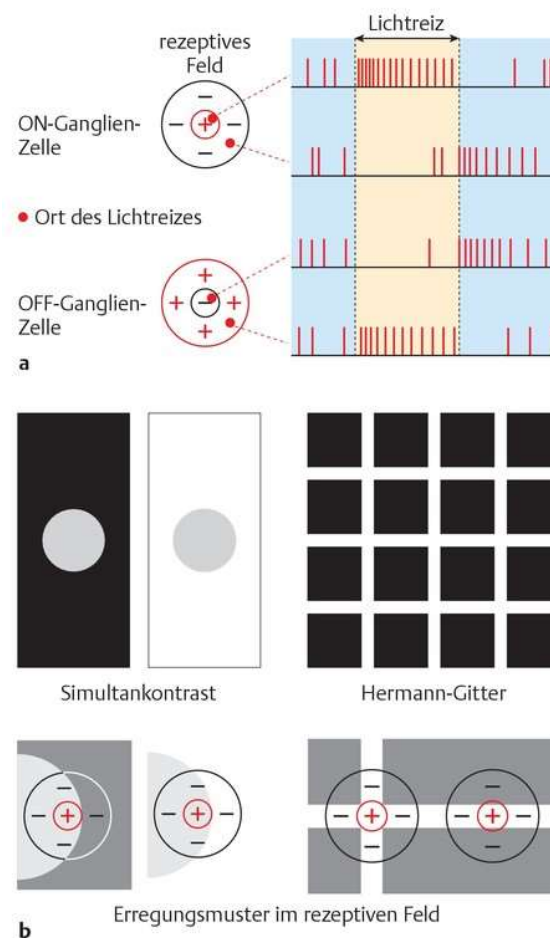 Lichtreiz
rezeptives
Feld
ON-Ganglien-
Zelle
Ort des Lichtreizes
OFF-Ganglien-
Zelle
a
Simultankontrast
Hermann-Gitter
Erregungsmuster im rezeptiven Feld
b